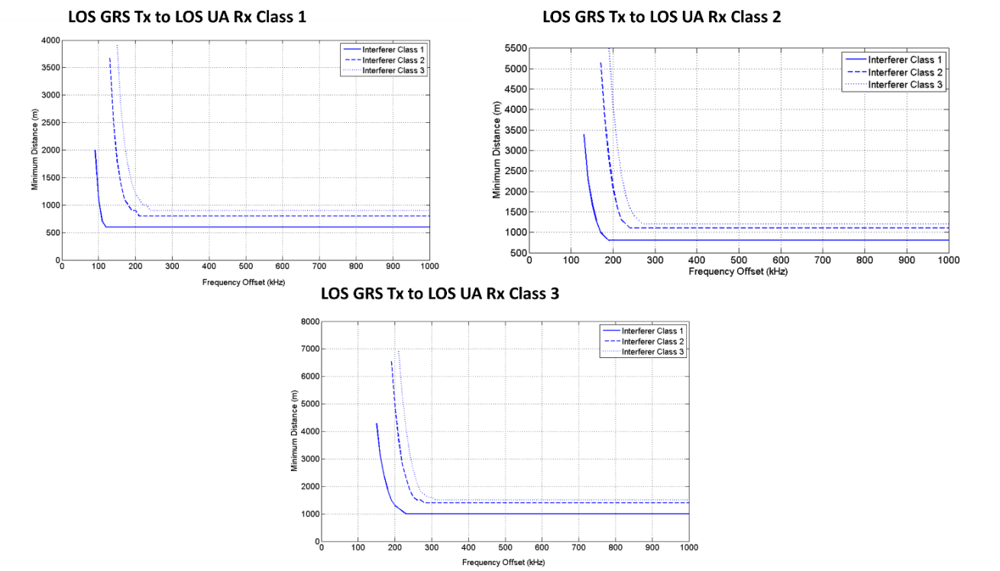 LOS GRS Tx to LOS UA Rx Class 1
4000
3500
3000
2500
2000
1500
1000
500
0
Minimum Distance (m)
Interferer Class 1
Interferer Class 2
Interferer Class 3
0 100 200 300 400 500 600 700 800 900 1000
Frequency Offset (kHz)
LOS GRS Tx to LOS UA Rx Class 2
5500
5000
4500
4000
3500
3000
2500
2000
1500
1000
500
Minimum Distance (m)
Interferer Class 1
Interferer Class 2
Interferer Class 3
0 100 200 300 400 500 600 700 800 900 1000
Frequency Offset (kHz)
LOS GRS Tx to LOS UA Rx Class 3
8000
7000
6000
5000
4000
3000
2000
1000
0
Minimum Distance (m)
Interferer Class 1
Interferer Class 2
Interferer Class 3
0 100 200 300 400 500 600 700 800 900 1000
Frequency Offset (kHz)